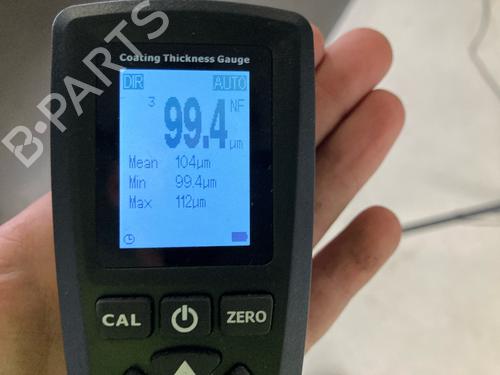 B-PARTS
Coating Thickness Gauge
DIR AUTO
3 99.4 NF μm
Mean 104μm
Min 99.4μm
Max 112μm
CAL ZERO